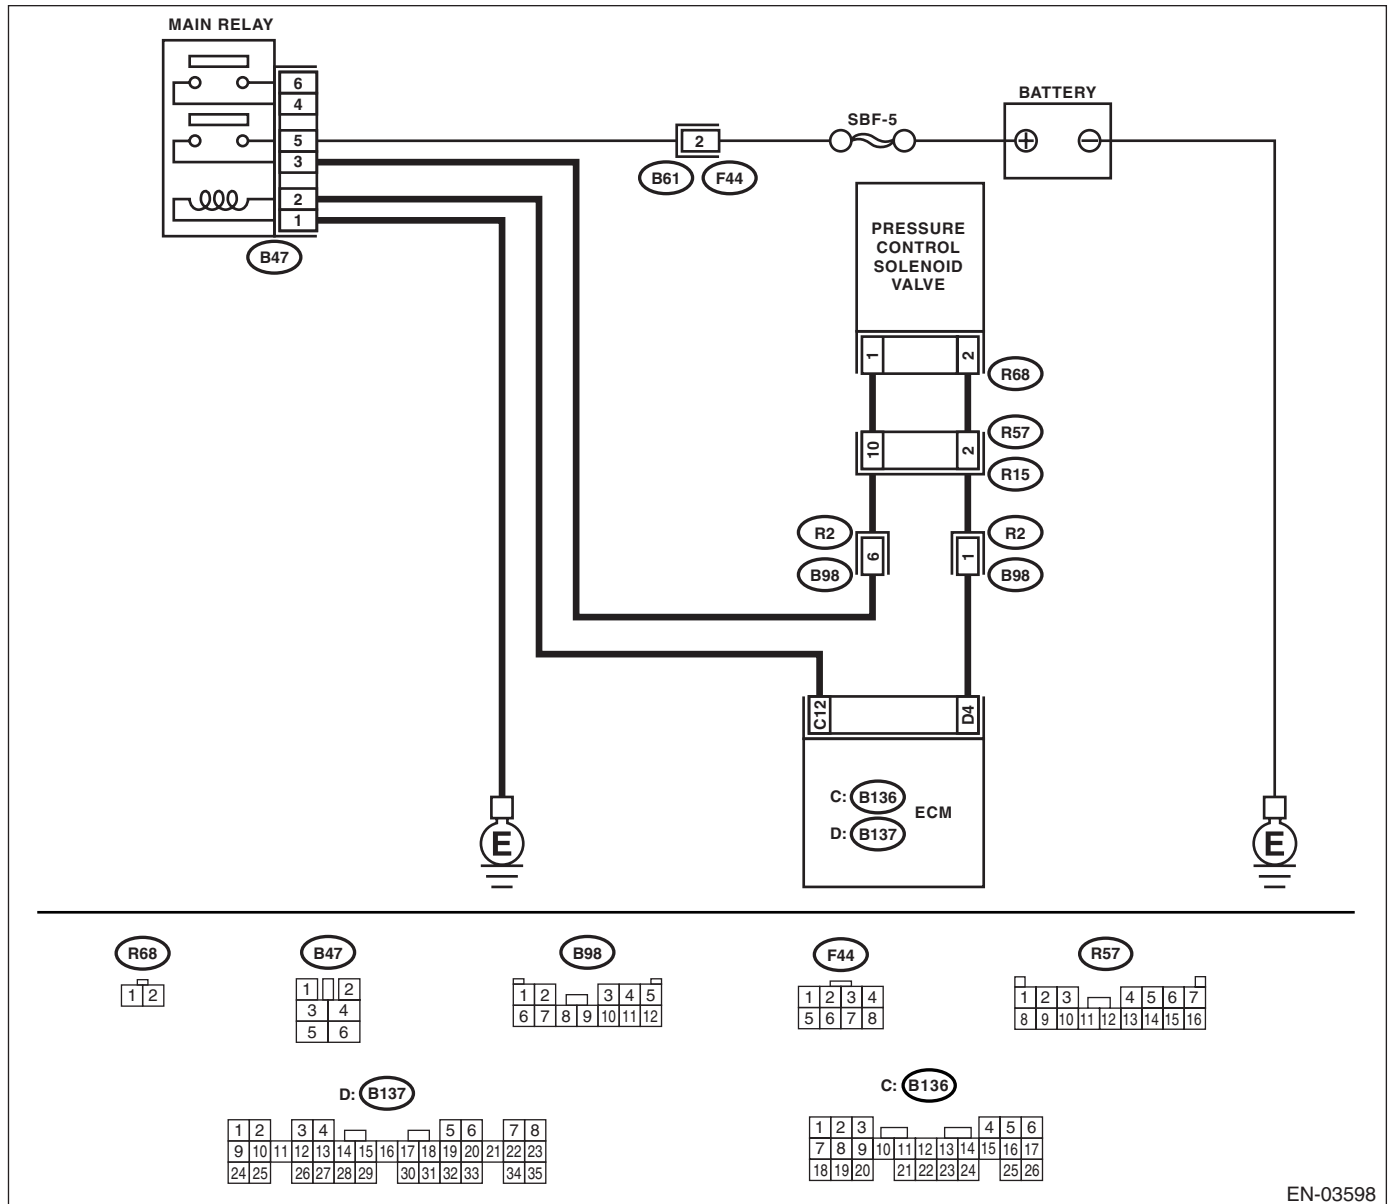 MAIN RELAY
6
4
5
3
2
1
B47
2
B61 F44
SBF-5
BATTERY
+ −
PRESSURE
CONTROL
SOLENOID
VALVE
1 2
R68
10 2
R57
R15
R2 6 B98
1 R2 B98
C12 D4
C: B136
D: B137
ECM
E
E
R68
1 2
B47
1 2
3 4
5 6
B98
1 2 3 4 5
6 7 8 9 10 11 12
F44
1 2 3 4
5 6 7 8
R57
1 2 3 4 5 6 7
8 9 10 11 12 13 14 15 16
D: B137
1 2 3 4 5 6 7 8
9 10 11 12 13 14 15 16 17 18 19 20 21 22 23
24 25 26 27 28 29 30 31 32 33 34 35
C: B136
1 2 3 4 5 6
7 8 9 10 11 12 13 14 15 16 17
18 19 20 21 22 23 24 25 26
EN-03598